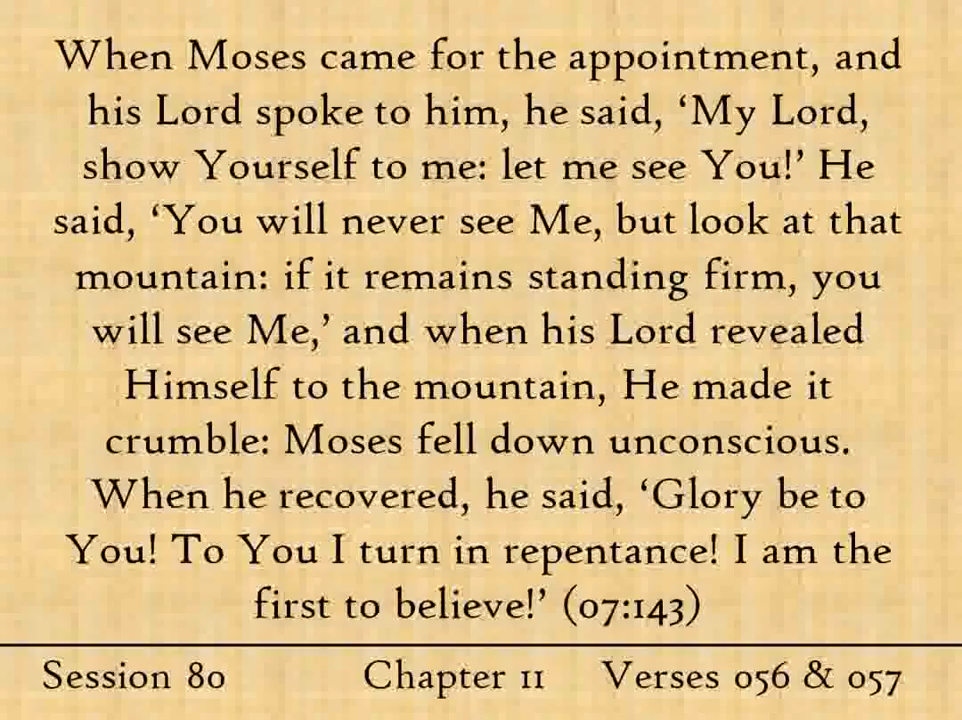 When Moses came for the appointment, and
his Lord spoke to him, he said, ‘My Lord,
show Yourself to me: let me see You!’ He
said, ‘You will never see Me, but look at that
mountain: if it remains standing firm, you
will see Me,’ and when his Lord revealed
Himself to the mountain, He made it
crumble: Moses fell down unconscious.
When he recovered, he said, ‘Glory be to
You! To You I turn in repentance! I am the
first to believe!’ (07:143)
Session 80 Chapter 11 Verses 056 & 057